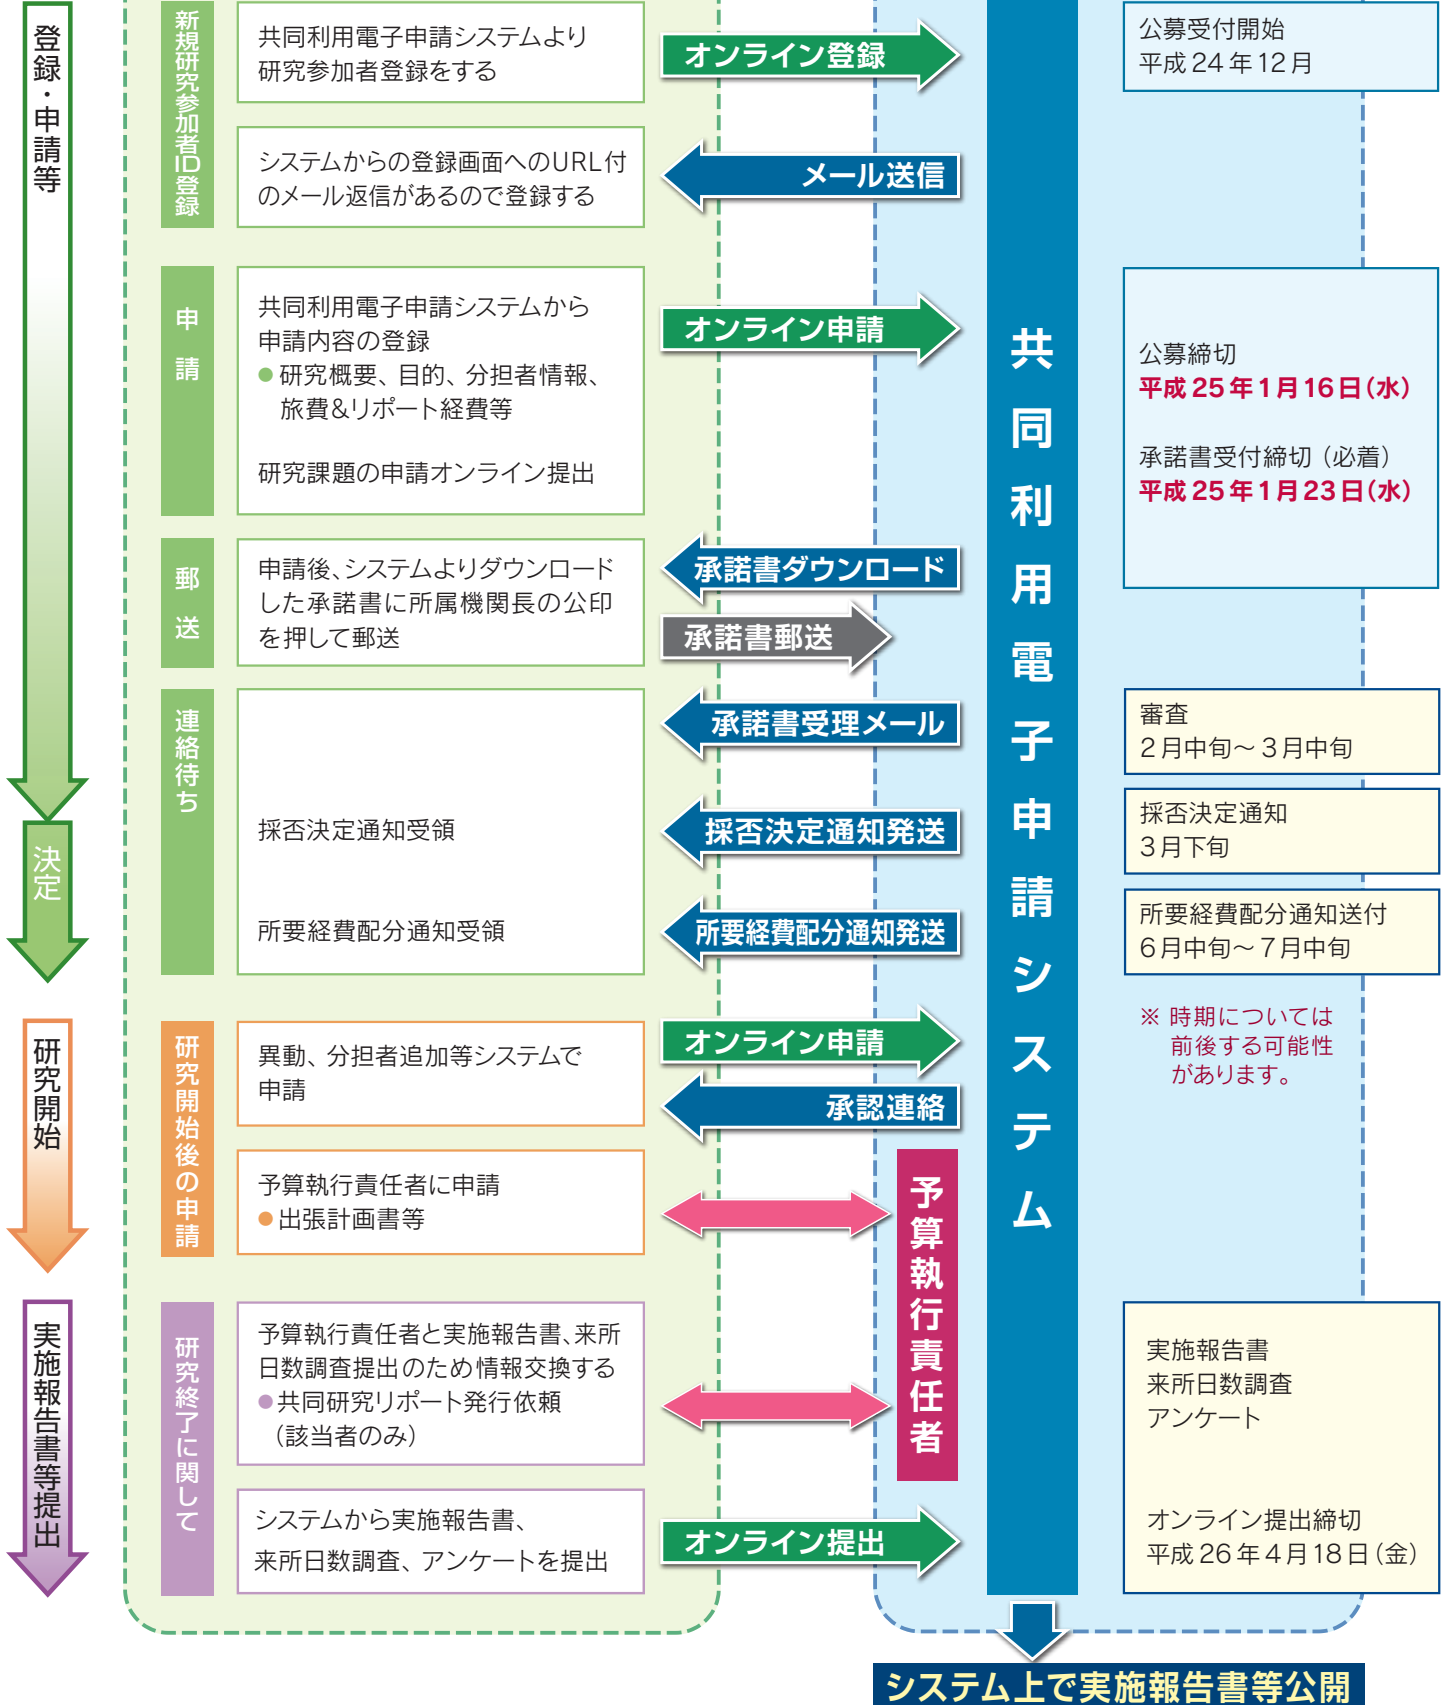 登録・申請等
新規研究参加者ID登録
共同利用電子申請システムより
研究参加者登録をする
オンライン登録
公募受付開始
平成24年12月
システムからの登録画面へのURL付
のメール返信があるので登録する
メール送信
申請
共同利用電子申請システムから
申請内容の登録
●研究概要、目的、分担者情報、
旅費&リポート経費等
研究課題の申請オンライン提出
オンライン申請
公募締切
平成25年1月16日(水)
承諾書受付締切(必着)
平成25年1月23日(水)
共同利用電子申請システム
郵送
申請後、システムよりダウンロード
した承諾書に所属機関長の公印
を押して郵送
承諾書ダウンロード
承諾書郵送
連絡待ち
承諾書受理メール
審査
2月中旬~3月中旬
決定
採否決定通知受領
採否決定通知発送
採否決定通知
3月下旬
所要経費配分通知受領
所要経費配分通知発送
所要経費配分通知送付
6月中旬~7月中旬
※ 時期については
前後する可能性
があります。
研究開始
研究開始後の申請
異動、分担者追加等システムで
申請
オンライン申請
承認連絡
予算執行責任者に申請
●出張計画書等
予算執行責任者
実施報告書等提出
研究終了に関して
予算執行責任者と実施報告書、来所
日数調査提出のため情報交換する
●共同研究リポート発行依頼
(該当者のみ)
実施報告書
来所日数調査
アンケート
システムから実施報告書、
来所日数調査、アンケートを提出
オンライン提出
オンライン提出締切
平成26年4月18日(金)
システム上で実施報告書等公開